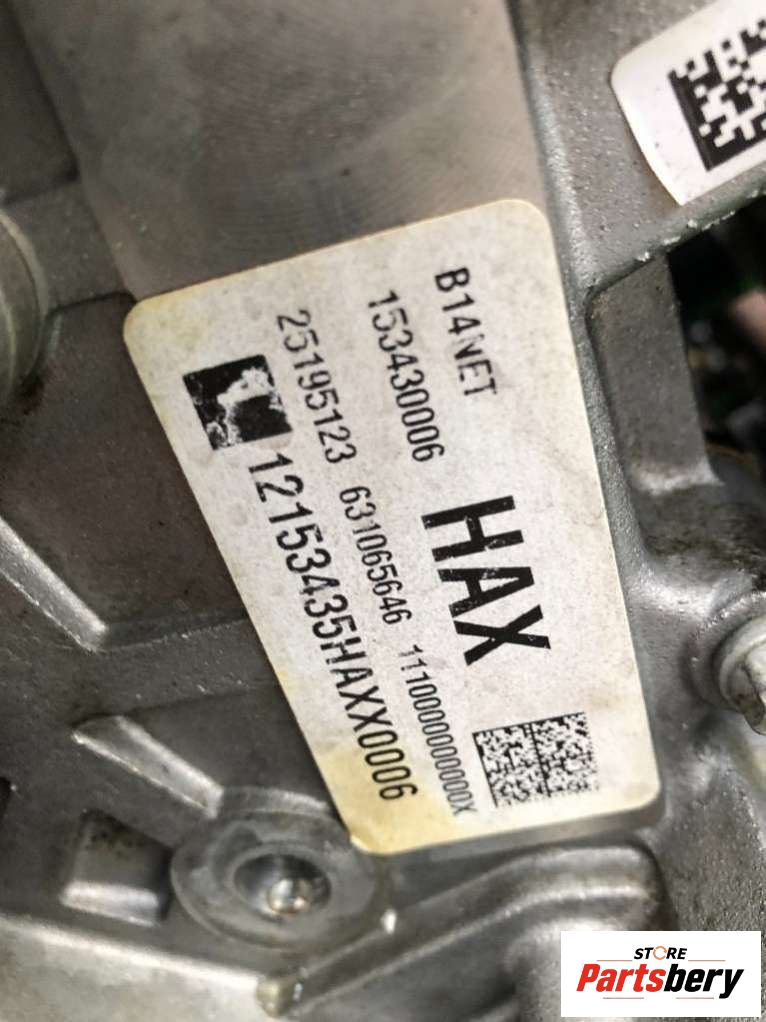 B14NET
153430006
HAX
25195123 631065646 1110000000000X
12153435HAXX0006
STORE
Partsbery